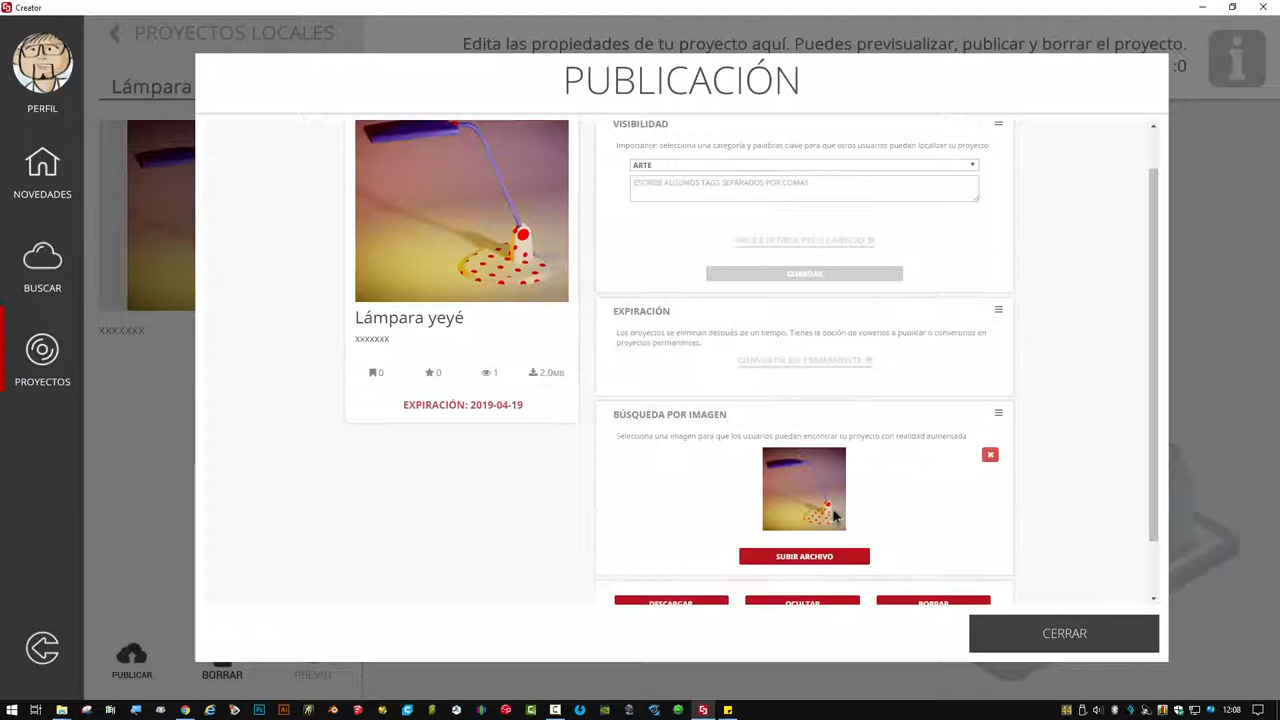 Creator
PROYECTOS LOCALES
Edita las propiedades de tu proyecto aquí. Puedes previsualizar, publicar y borrar el proyecto.
:0
Lámpara
PERFIL
NOVEDADES
BUSCAR
PROYECTOS
xxxxxxx
PUBLICACIÓN
Lámpara yeyé
xxxxxxx
0
0
1
2.0MB
EXPIRACIÓN: 2019-04-19
VISIBILIDAD
Importante: selecciona una categoría y palabras clave para que otros usuarios puedan localizar tu proyecto
ARTE
ESCRIBE ALGUNOS TAGS SEPARADOS POR COMAS
GUARDAR
EXPIRACIÓN
Los proyectos se eliminan después de un tiempo. Tienes la opción de volverlos a publicar o convertirlos en
proyectos permanentes.
CONVERTIR EN PERMANENTE
BÚSQUEDA POR IMAGEN
Selecciona una imagen para que los usuarios puedan encontrar tu proyecto con realidad aumentada
SUBIR ARCHIVO
DESCARGAR
OCULTAR
BORRAR
CERRAR
PUBLICAR
BORRAR
PREVIO
12:08